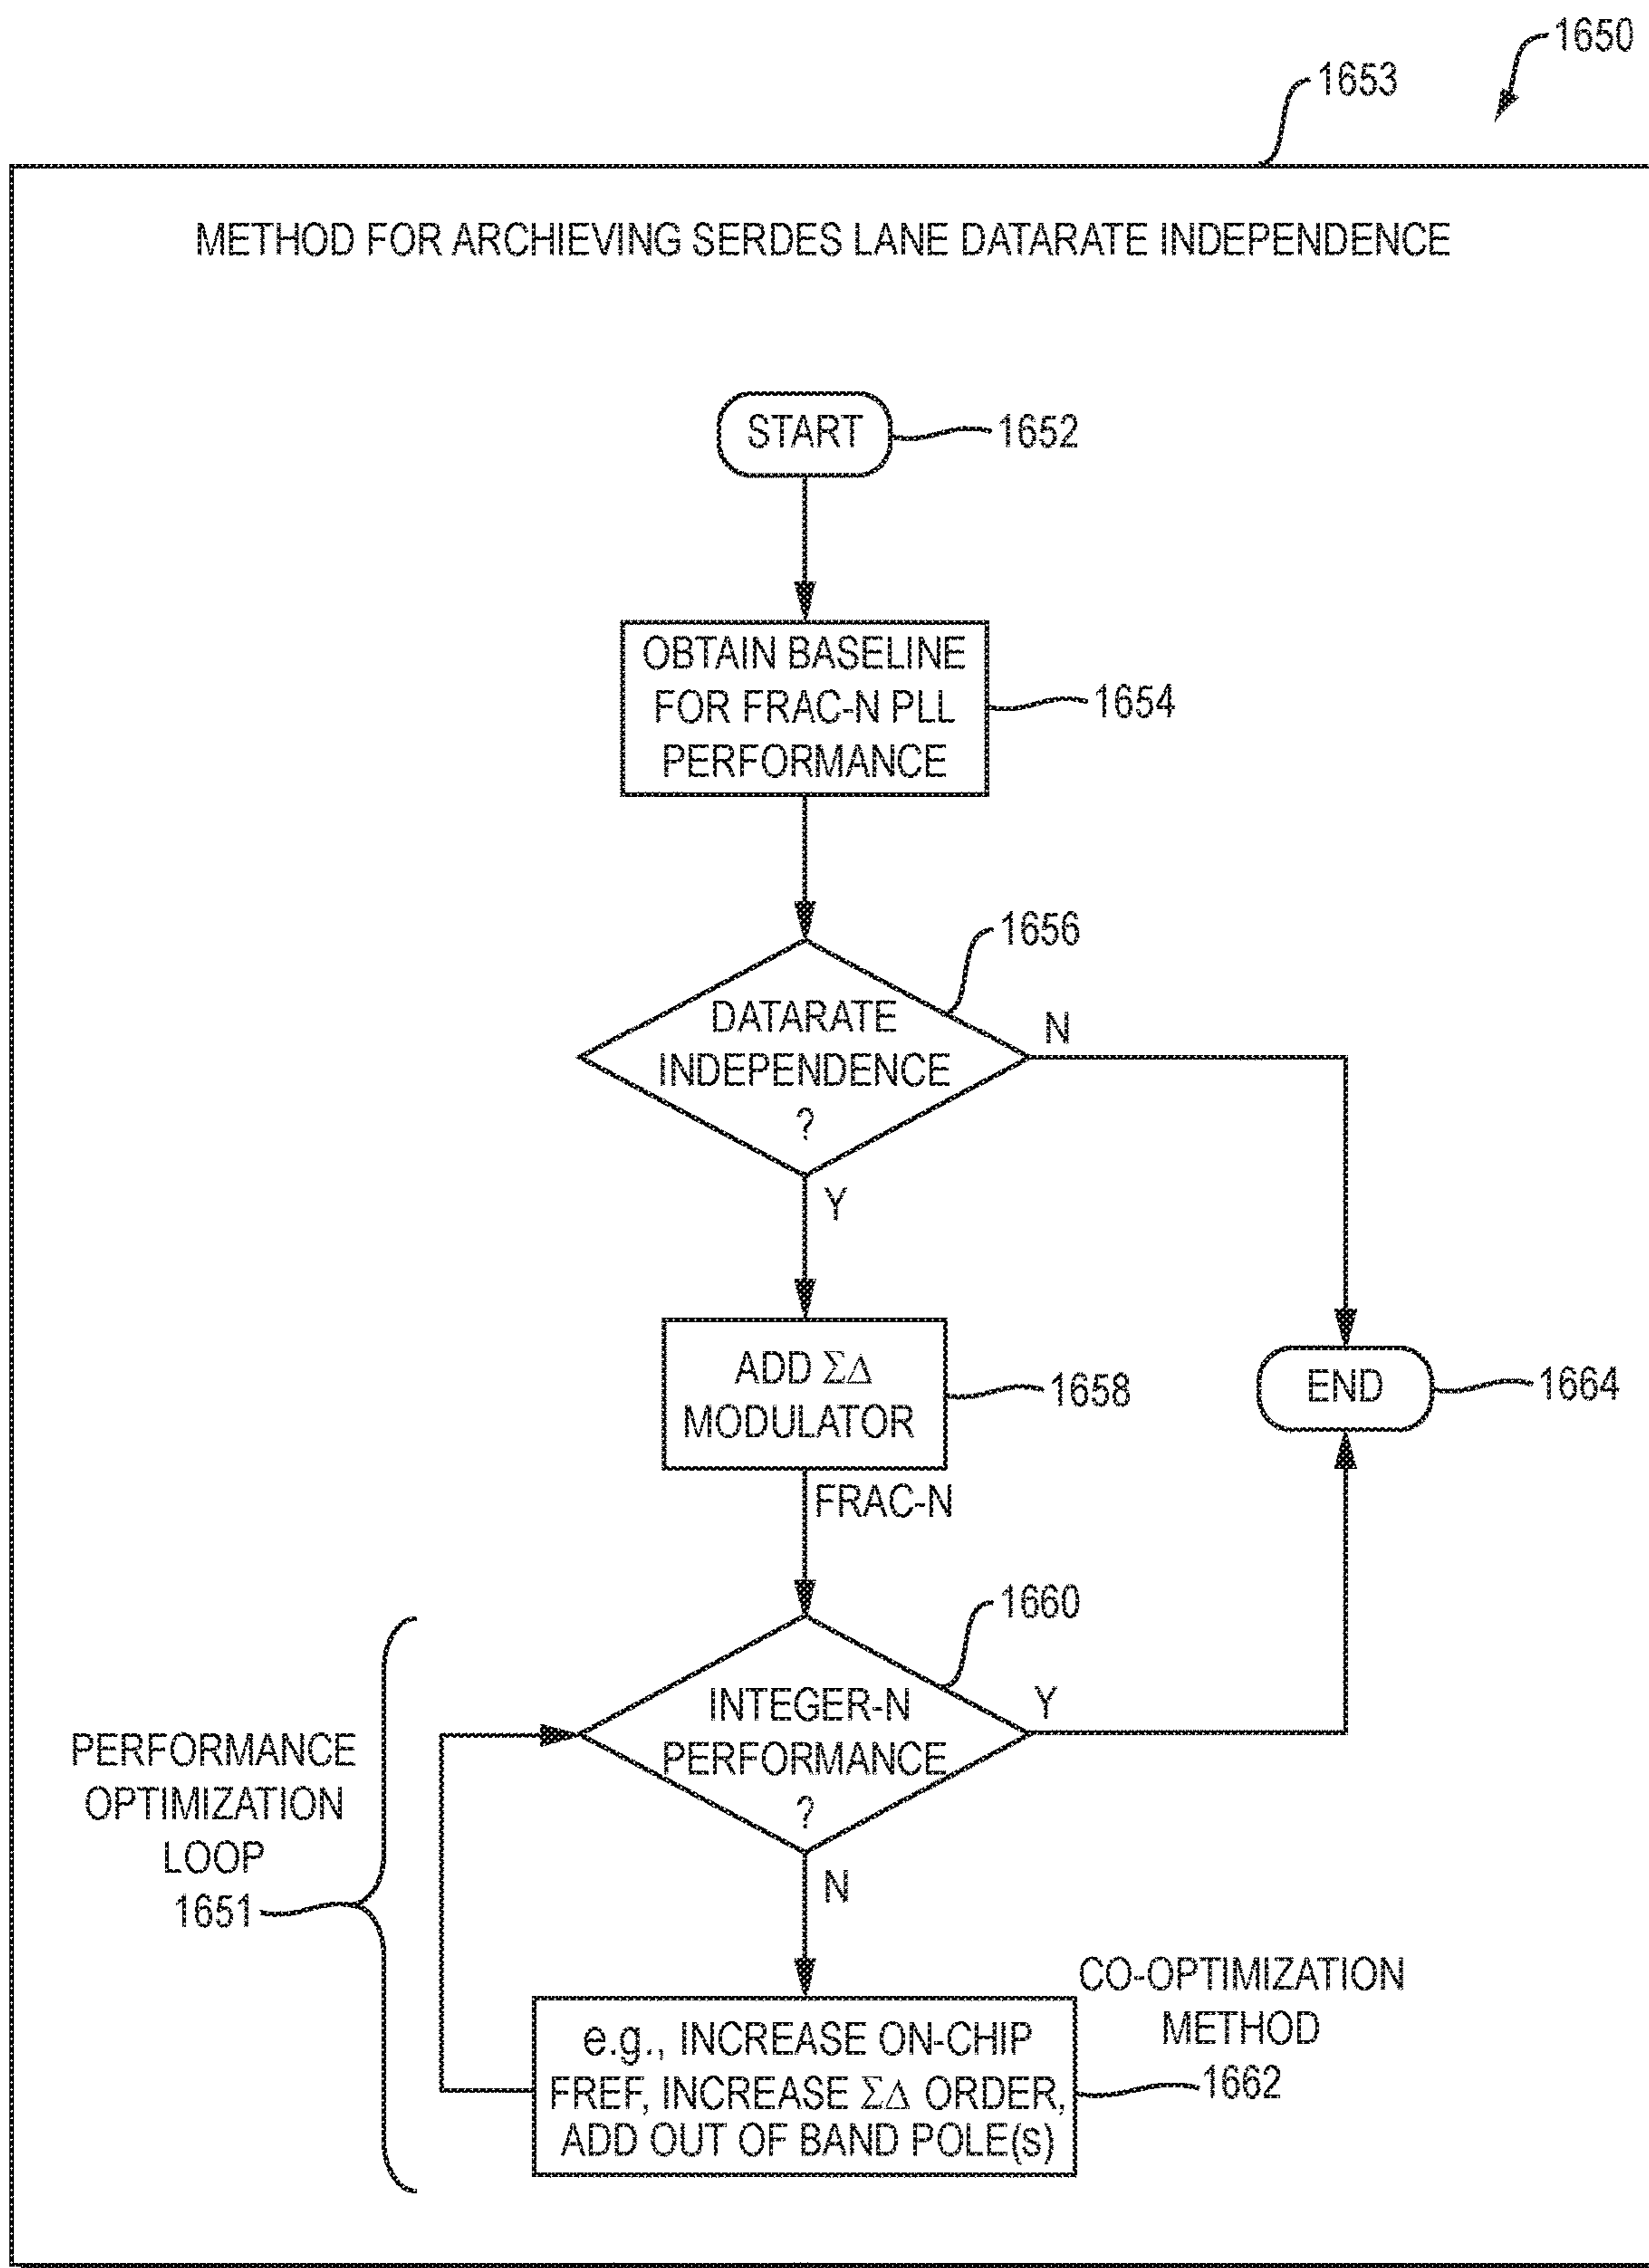 1650
1653
METHOD FOR ARCHIEVING SERDES LANE DATARATE INDEPENDENCE
START
1652
OBTAIN BASELINE
FOR FRAC-N PLL
PERFORMANCE
1654
1656
DATARATE
INDEPENDENCE
?
N
Y
ADD ΣΔ
MODULATOR
1658
END
1664
FRAC-N
1660
INTEGER-N
PERFORMANCE
?
Y
N
PERFORMANCE
OPTIMIZATION
LOOP
1651
CO-OPTIMIZATION
METHOD
1662
e.g., INCREASE ON-CHIP
FREF, INCREASE ΣΔ ORDER,
ADD OUT OF BAND POLE(s)